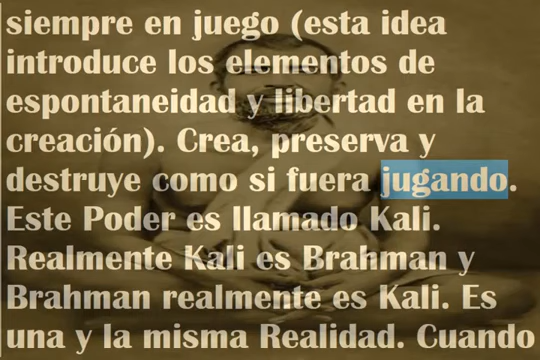 siempre en juego (esta idea
introduce los elementos de
espontaneidad y libertad en la
creación). Crea, preserva y
destruye como si fuera jugando.
Este Poder es llamado Kali.
Realmente Kali es Brahman y
Brahman realmente es Kali. Es
una y la misma Realidad. Cuando